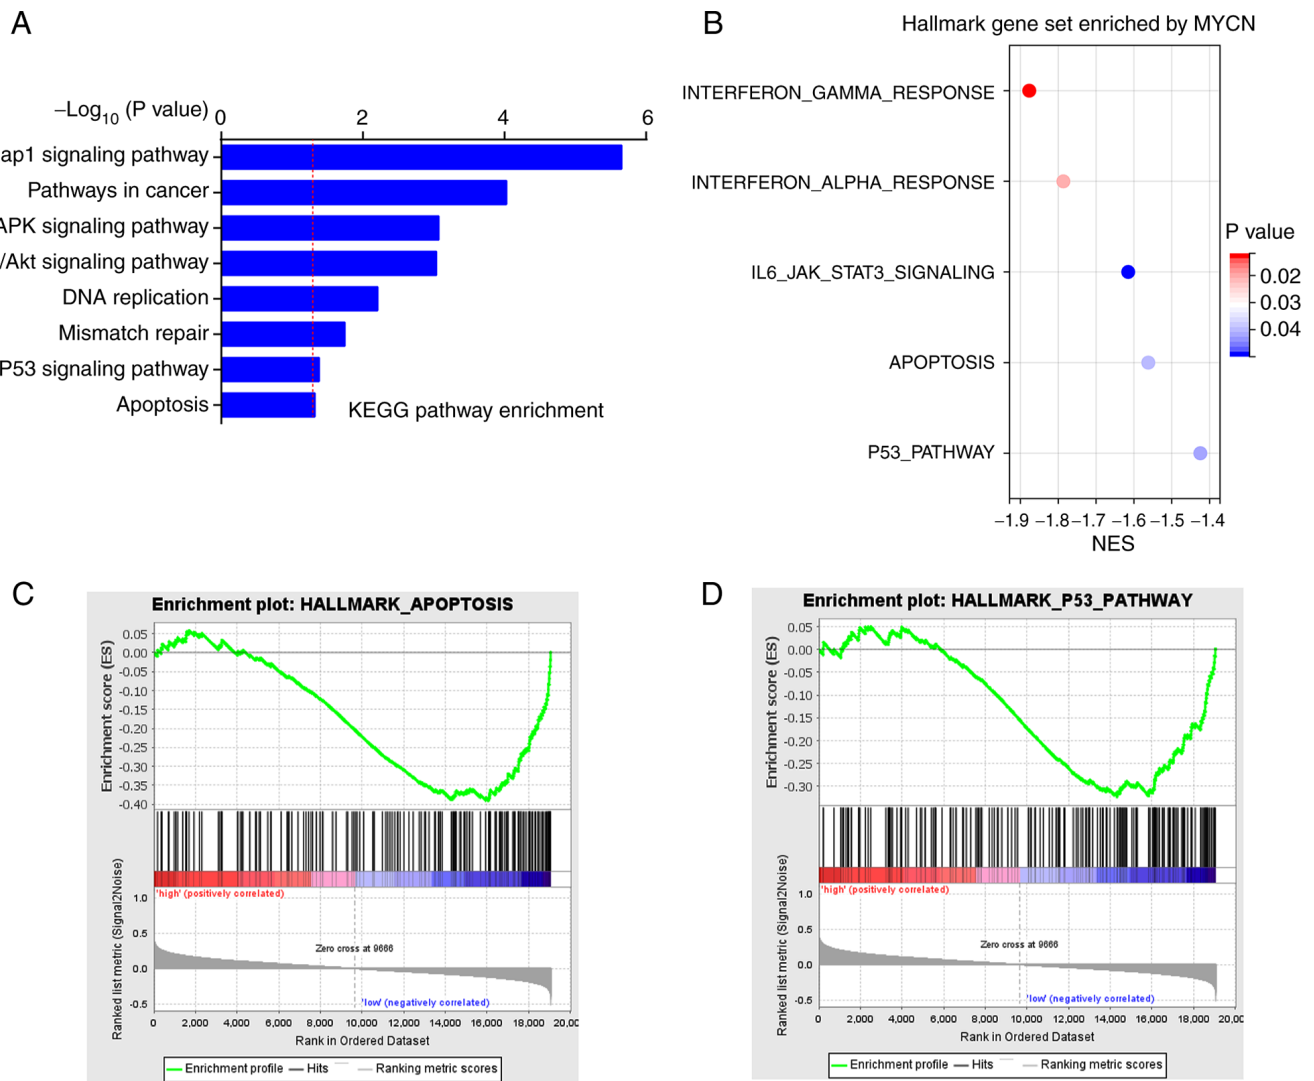 A
–Log10 (P value)
0 2 4 6
ap1 signaling pathway
Pathways in cancer
APK signaling pathway
/Akt signaling pathway
DNA replication
Mismatch repair
P53 signaling pathway
Apoptosis
KEGG pathway enrichment
B
Hallmark gene set enriched by MYCN
INTERFERON_GAMMA_RESPONSE
INTERFERON_ALPHA_RESPONSE
IL6_JAK_STAT3_SIGNALING
APOPTOSIS
P53_PATHWAY
–1.9 –1.8 –1.7 –1.6 –1.5 –1.4
NES
P value
0.02
0.03
0.04
C
Enrichment plot: HALLMARK_APOPTOSIS
Enrichment score (ES)
0.05
0.00
-0.05
-0.10
-0.15
-0.20
-0.25
-0.30
-0.35
-0.40
'high' (positively correlated)
Ranked list metric (Signal2Noise)
1.0
0.5
0.0
-0.5
Zero cross at 9666
'low' (negatively correlated)
0 2,000 4,000 6,000 8,000 10,000 12,000 14,000 16,000 18,000 20,00
Rank in Ordered Dataset
Enrichment profile Hits Ranking metric scores
D
Enrichment plot: HALLMARK_P53_PATHWAY
Enrichment score (ES)
0.05
0.00
-0.05
-0.10
-0.15
-0.20
-0.25
-0.30
'high' (positively correlated)
Ranked list metric (Signal2Noise)
1.0
0.5
0.0
-0.5
Zero cross at 9666
'low' (negatively correlated)
0 2,000 4,000 6,000 8,000 10,000 12,000 14,000 16,000 18,000 20,00
Rank in Ordered Dataset
Enrichment profile Hits Ranking metric scores